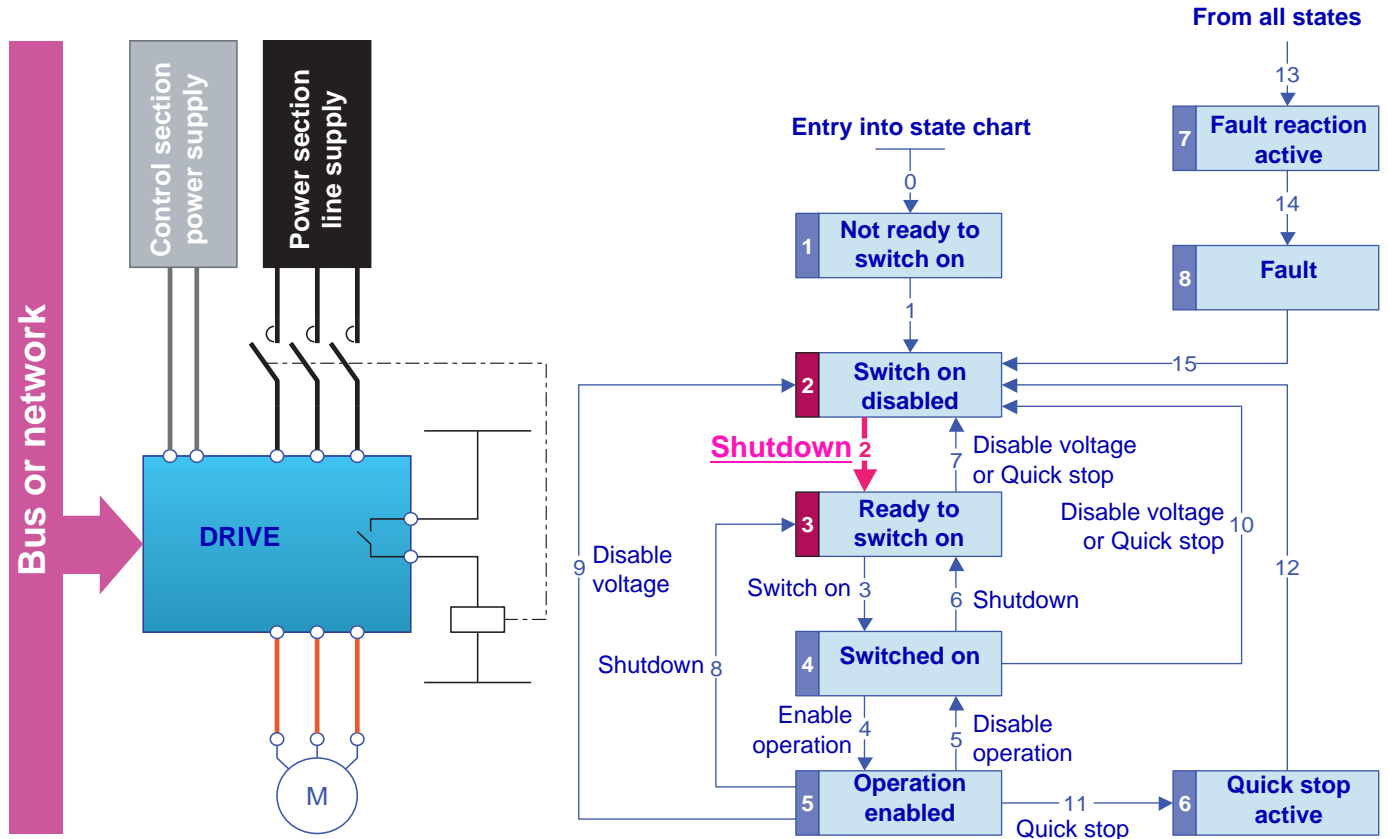 Bus or network
Control section
power supply
Power section
line supply
DRIVE
M
From all states
13
7
Fault reaction
active
14
8
Fault
15
Entry into state chart
0
1
Not ready to
switch on
1
2
Switch on
disabled
Shutdown 2
7
Disable voltage
or Quick stop
3
Ready to
switch on
Disable voltage
or Quick stop
10
9
Disable
voltage
12
Switch on 3
6 Shutdown
4
Switched on
Shutdown 8
Enable
operation
4
5
Disable
operation
5
Operation
enabled
11
Quick stop
6
Quick stop
active